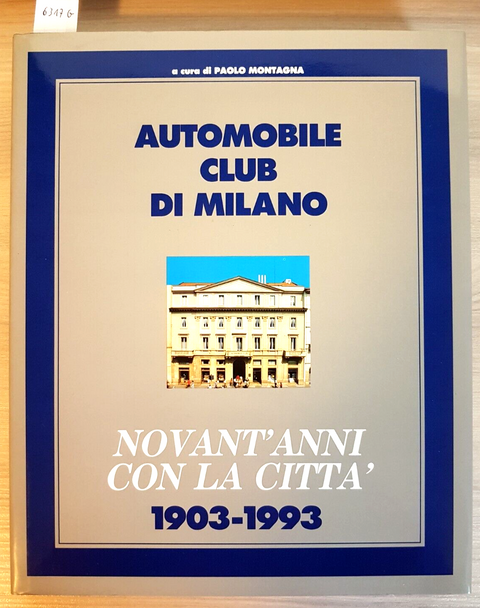 6317 G
a cura di PAOLO MONTAGNA
AUTOMOBILE
CLUB
DI MILANO
NOVANT'ANNI
CON LA CITTA'
1903-1993